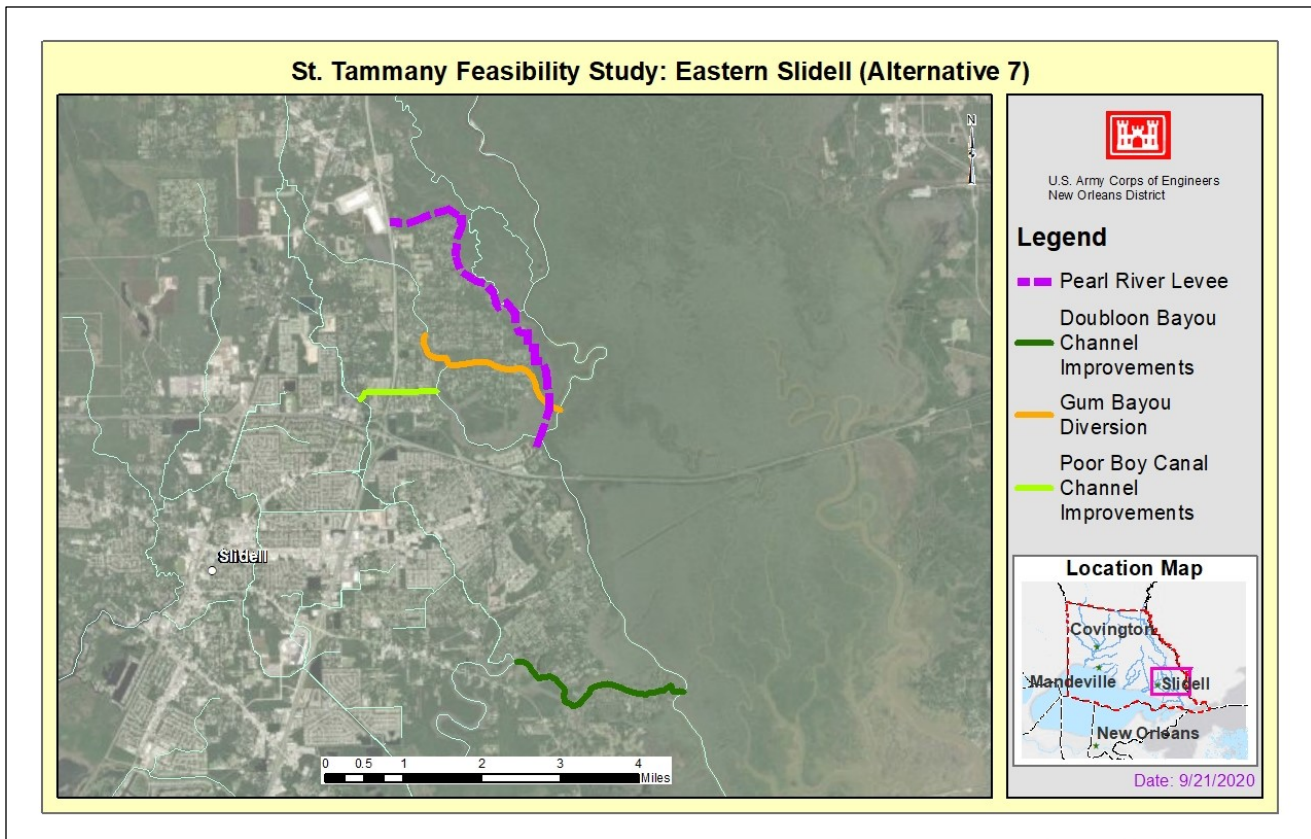 St. Tammany Feasibility Study: Eastern Slidell (Alternative 7)
N
Slidell
0 0.5 1 2 3 4
Miles
U.S. Army Corps of Engineers
New Orleans District
Legend
Pearl River Levee
Doubloon Bayou
Channel
Improvements
Gum Bayou
Diversion
Poor Boy Canal
Channel
Improvements
Location Map
Covington
Mandeville
Slidell
New Orleans
Date: 9/21/2020